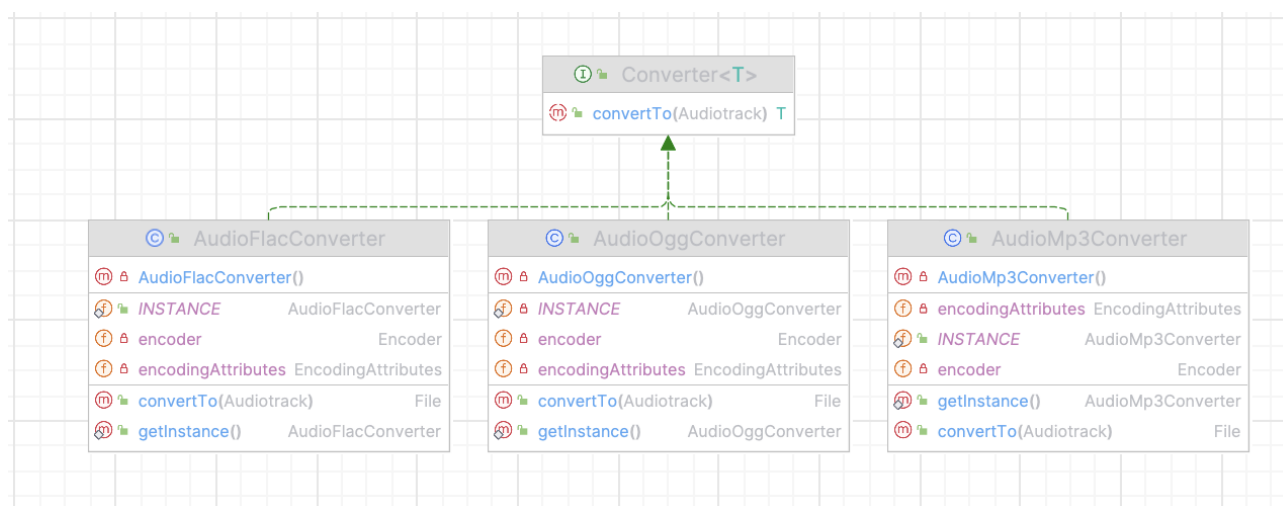 Converter<T>
convertTo(Audiotrack) T
AudioFlacConverter
AudioFlacConverter()
INSTANCE AudioFlacConverter
encoder Encoder
encodingAttributes EncodingAttributes
convertTo(Audiotrack) File
getInstance() AudioFlacConverter
AudioOggConverter
AudioOggConverter()
INSTANCE AudioOggConverter
encoder Encoder
encodingAttributes EncodingAttributes
convertTo(Audiotrack) File
getInstance() AudioOggConverter
AudioMp3Converter
AudioMp3Converter()
encodingAttributes EncodingAttributes
INSTANCE AudioMp3Converter
encoder Encoder
getInstance() AudioMp3Converter
convertTo(Audiotrack) File